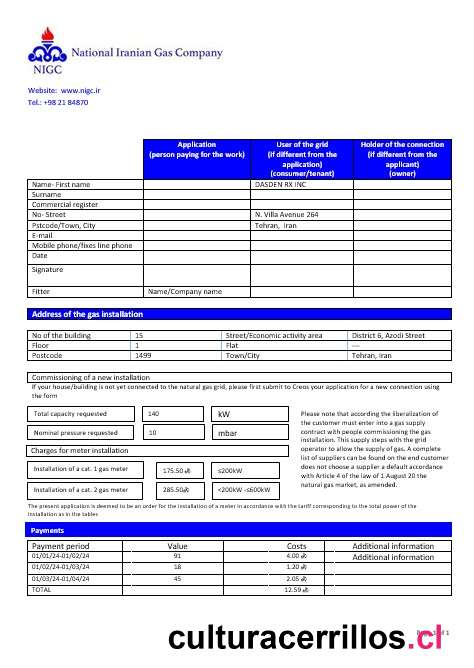 National Iranian Gas Company
NIGC
Website: www.nigc.ir
Tel.: +98 21 84870
Application
(person paying for the work)
User of the grid
(if different from the
application)
(consumer/tenant)
Holder of the connection
(if different from the
applicant)
(owner)
Name- First name DASDEN RX INC
Surname
Commercial register
No- Street N. Villa Avenue 264
Pstcode/Town, City Tehran, Iran
E-mail
Mobile phone/fixes line phone
Date
Signature
Fitter Name/Company name
Address of the gas installation
No of the building 15 Street/Economic activity area District 6, Azodi Street
Floor 1 Flat ---
Postcode 1499 Town/City Tehran, Iran
Commissioning of a new installation
If your house/building is not yet connected to the natural gas grid, please first submit to Creos your application for a new connection using
the form
Total capacity requested 140 kW
Nominal pressure requested 10 mbar
Charges for meter installation
Installation of a cat. 1 gas meter 175.50 ﷼ ≤200kW
Installation of a cat. 2 gas meter 285.50﷼ <200kW -≤600kW
Please note that according the liberalization of
the customer must enter into a gas supply
contract with people commissioning the gas
installation. This supply steps with the grid
operator to allow the supply of gas. A complete
list of suppliers can be found on the end customer
does not choose a supplier a default accordance
with Article 4 of the law of 1 August 20 the
natural gas market, as amended.
The present application is deemed to be an order for the installation of a meter in accordance with the tariff corresponding to the total power of the
installation as in the tables
Payments
Payment period Value Costs Additional information
01/01/24-01/02/24 91 4.00 ﷼ Additional information
01/02/24-01/03/24 18 1.20 ﷼
01/03/24-01/04/24 45 2.05 ﷼
TOTAL 12.59 ﷼
culturacerrillos.cl